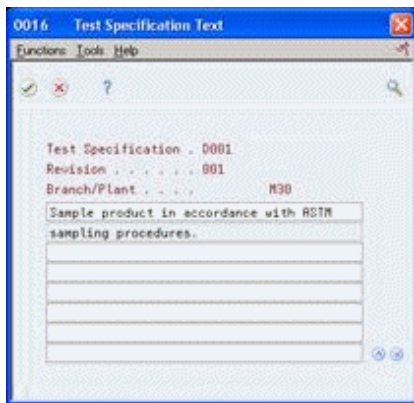 0016 Test Specification Text
Functions Tools Help
?
Test Specification . D001
Revision . . . . . . 001
Branch/Plant . . . . M30
Sample product in accordance with ASTM
sampling procedures.